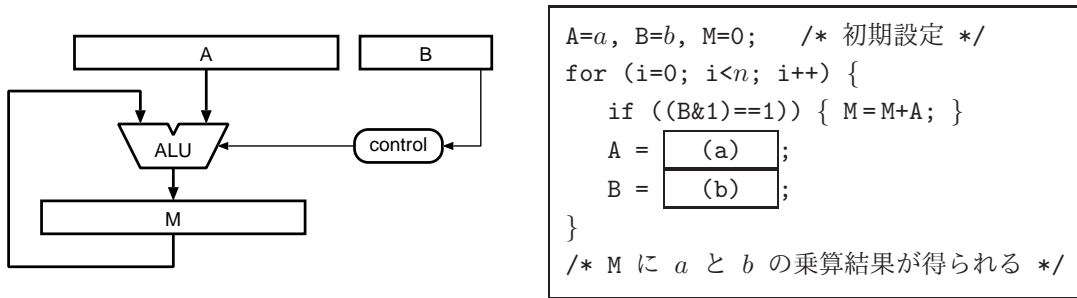 A
B
ALU
control
M
A=a, B=b, M=0; /* 初期設定 */
for (i=0; i<n; i++) {
if ((B&1)==1)) { M=M+A; }
A = (a) ;
B = (b) ;
}
/* M に a と b の乗算結果が得られる */